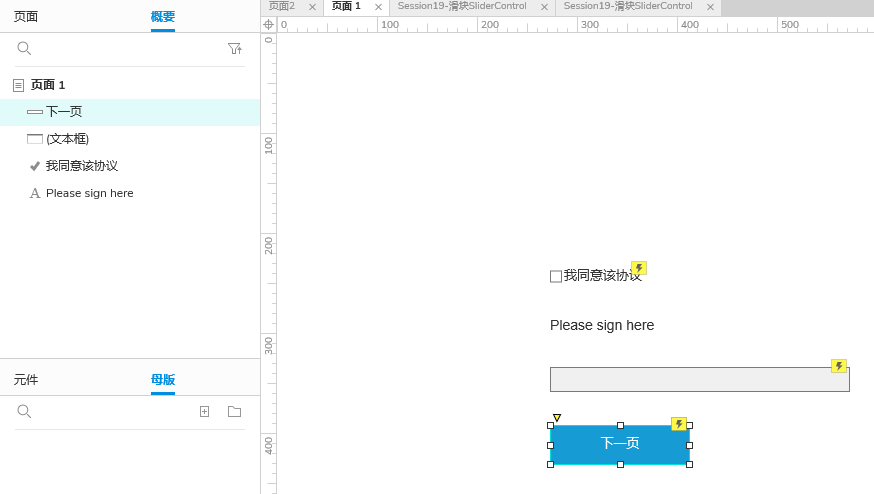 页面 概要
页面2 页面 1 Session19-滑块SliderControl Session19-滑块SliderControl
0 100 200 300 400 500
页面 1
下一页
(文本框)
我同意该协议
A Please sign here
0
100
200
300
400
我同意该协议
Please sign here
下一页
元件 母版